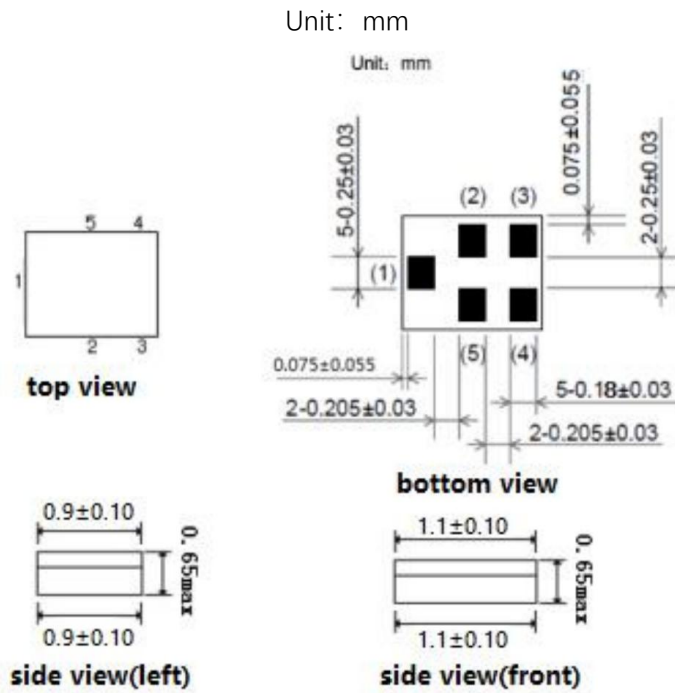 Unit: mm
Unit: mm
5-0.25±0.03
0.075±0.055
2-0.25±0.03
(2) (3)
(1)
(5) (4)
0.075±0.055
5-0.18±0.03
2-0.205±0.03
2-0.205±0.03
bottom view
5 4
1
2 3
top view
0.9±0.10
0.65max
0.9±0.10
side view(left)
1.1±0.10
0.65max
1.1±0.10
side view(front)